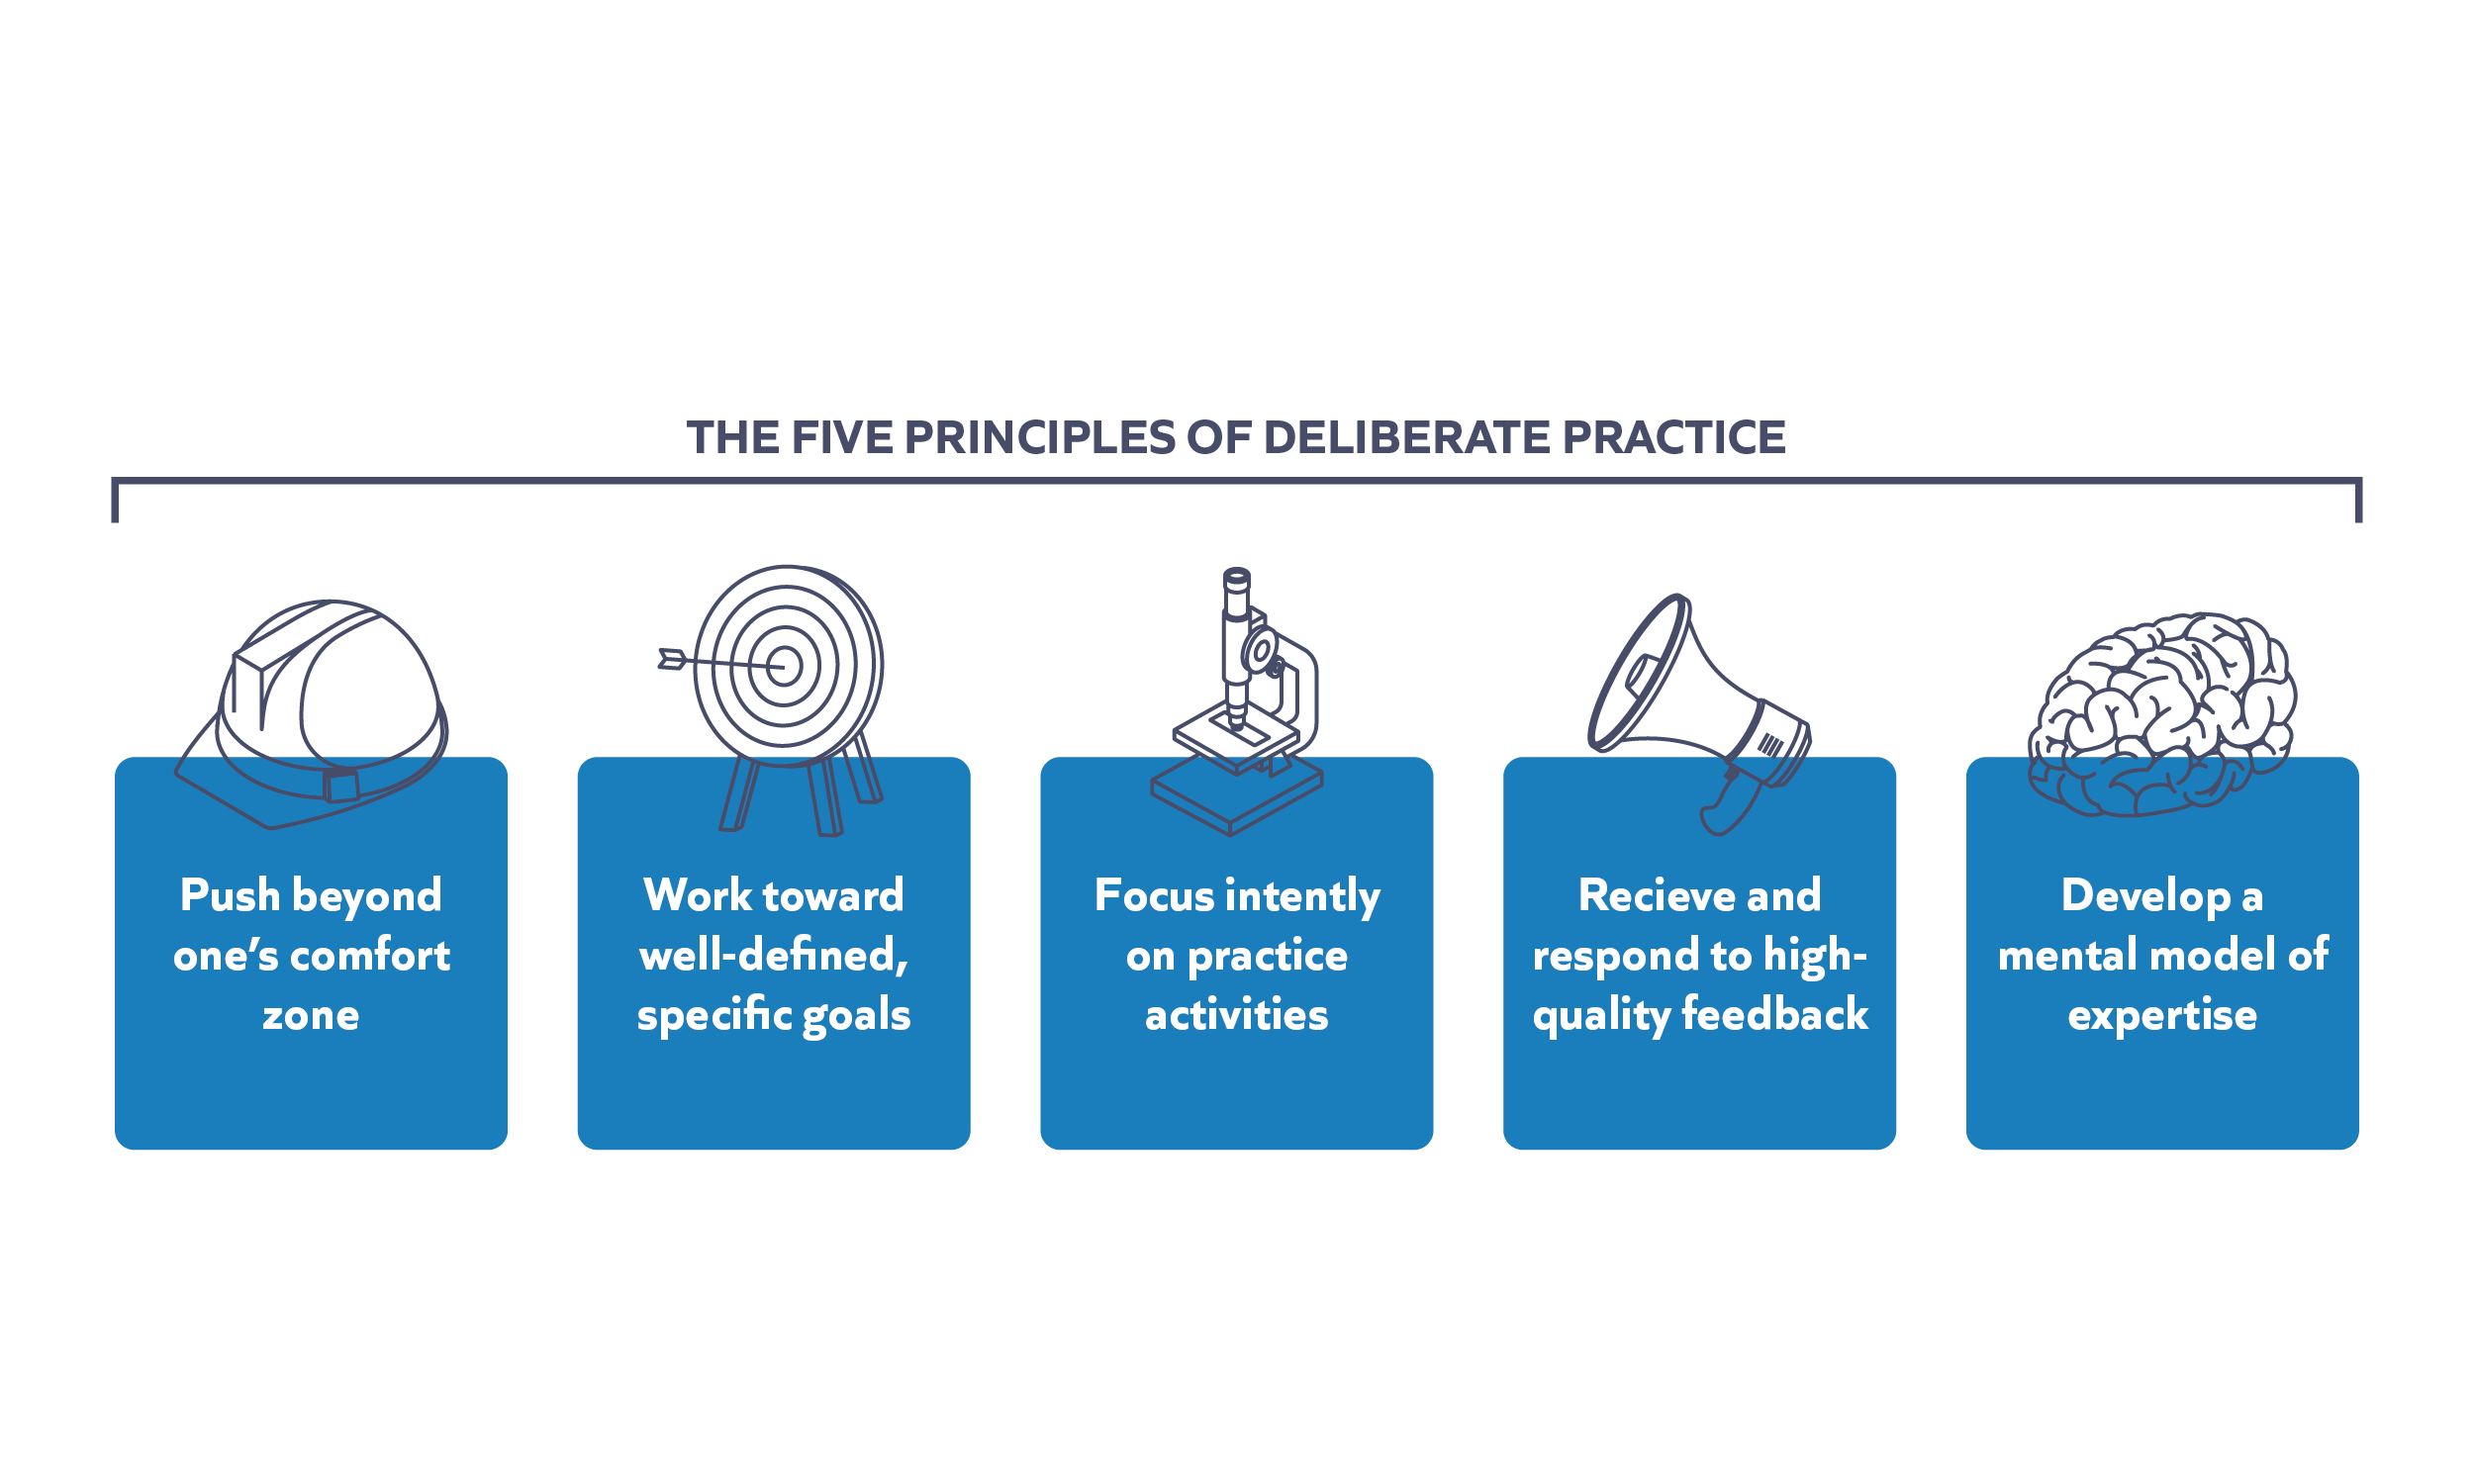 THE FIVE PRINCIPLES OF DELIBERATE PRACTICE
Push beyond
one’s comfort
zone
Work toward
well-defined,
specific goals
Focus intently
on practice
activities
Recieve and
respond to high-
quality feedback
Develop a
mental model of
expertise